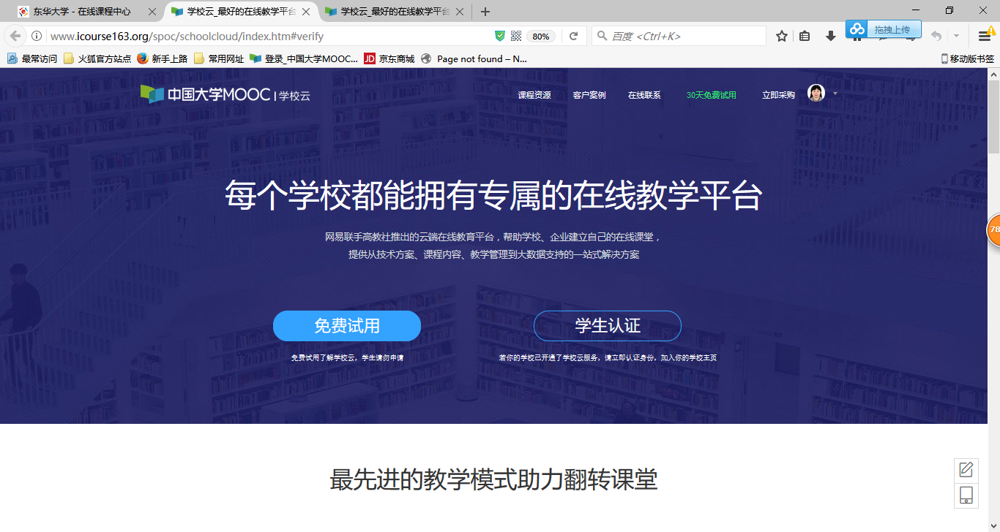 东华大学 - 在线课程中心
学校云_最好的在线教学平台
学校云_最好的在线教学平台
www.icourse163.org/spoc/schoolcloud/index.htm#verify
80%
百度 <Ctrl+K>
拖拽上传
最常访问
火狐官方站点
新手上路
常用网址
登录_中国大学MOOC...
JD
京东商城
Page not found – N...
移动版书签
中国大学MOOC | 学校云
课程资源
客户案例
在线联系
30天免费试用
立即采购
每个学校都能拥有专属的在线教学平台
网易联手高教社推出的云端在线教育平台，帮助学校、企业建立自己的在线课堂，
提供从技术方案、课程内容、教学管理到大数据支持的一站式解决方案
78
免费试用
学生认证
免费试用了解学校云，学生请勿申请
若你的学校已开通了学校云服务，请立即认证身份，加入你的学校主页
最先进的教学模式助力翻转课堂